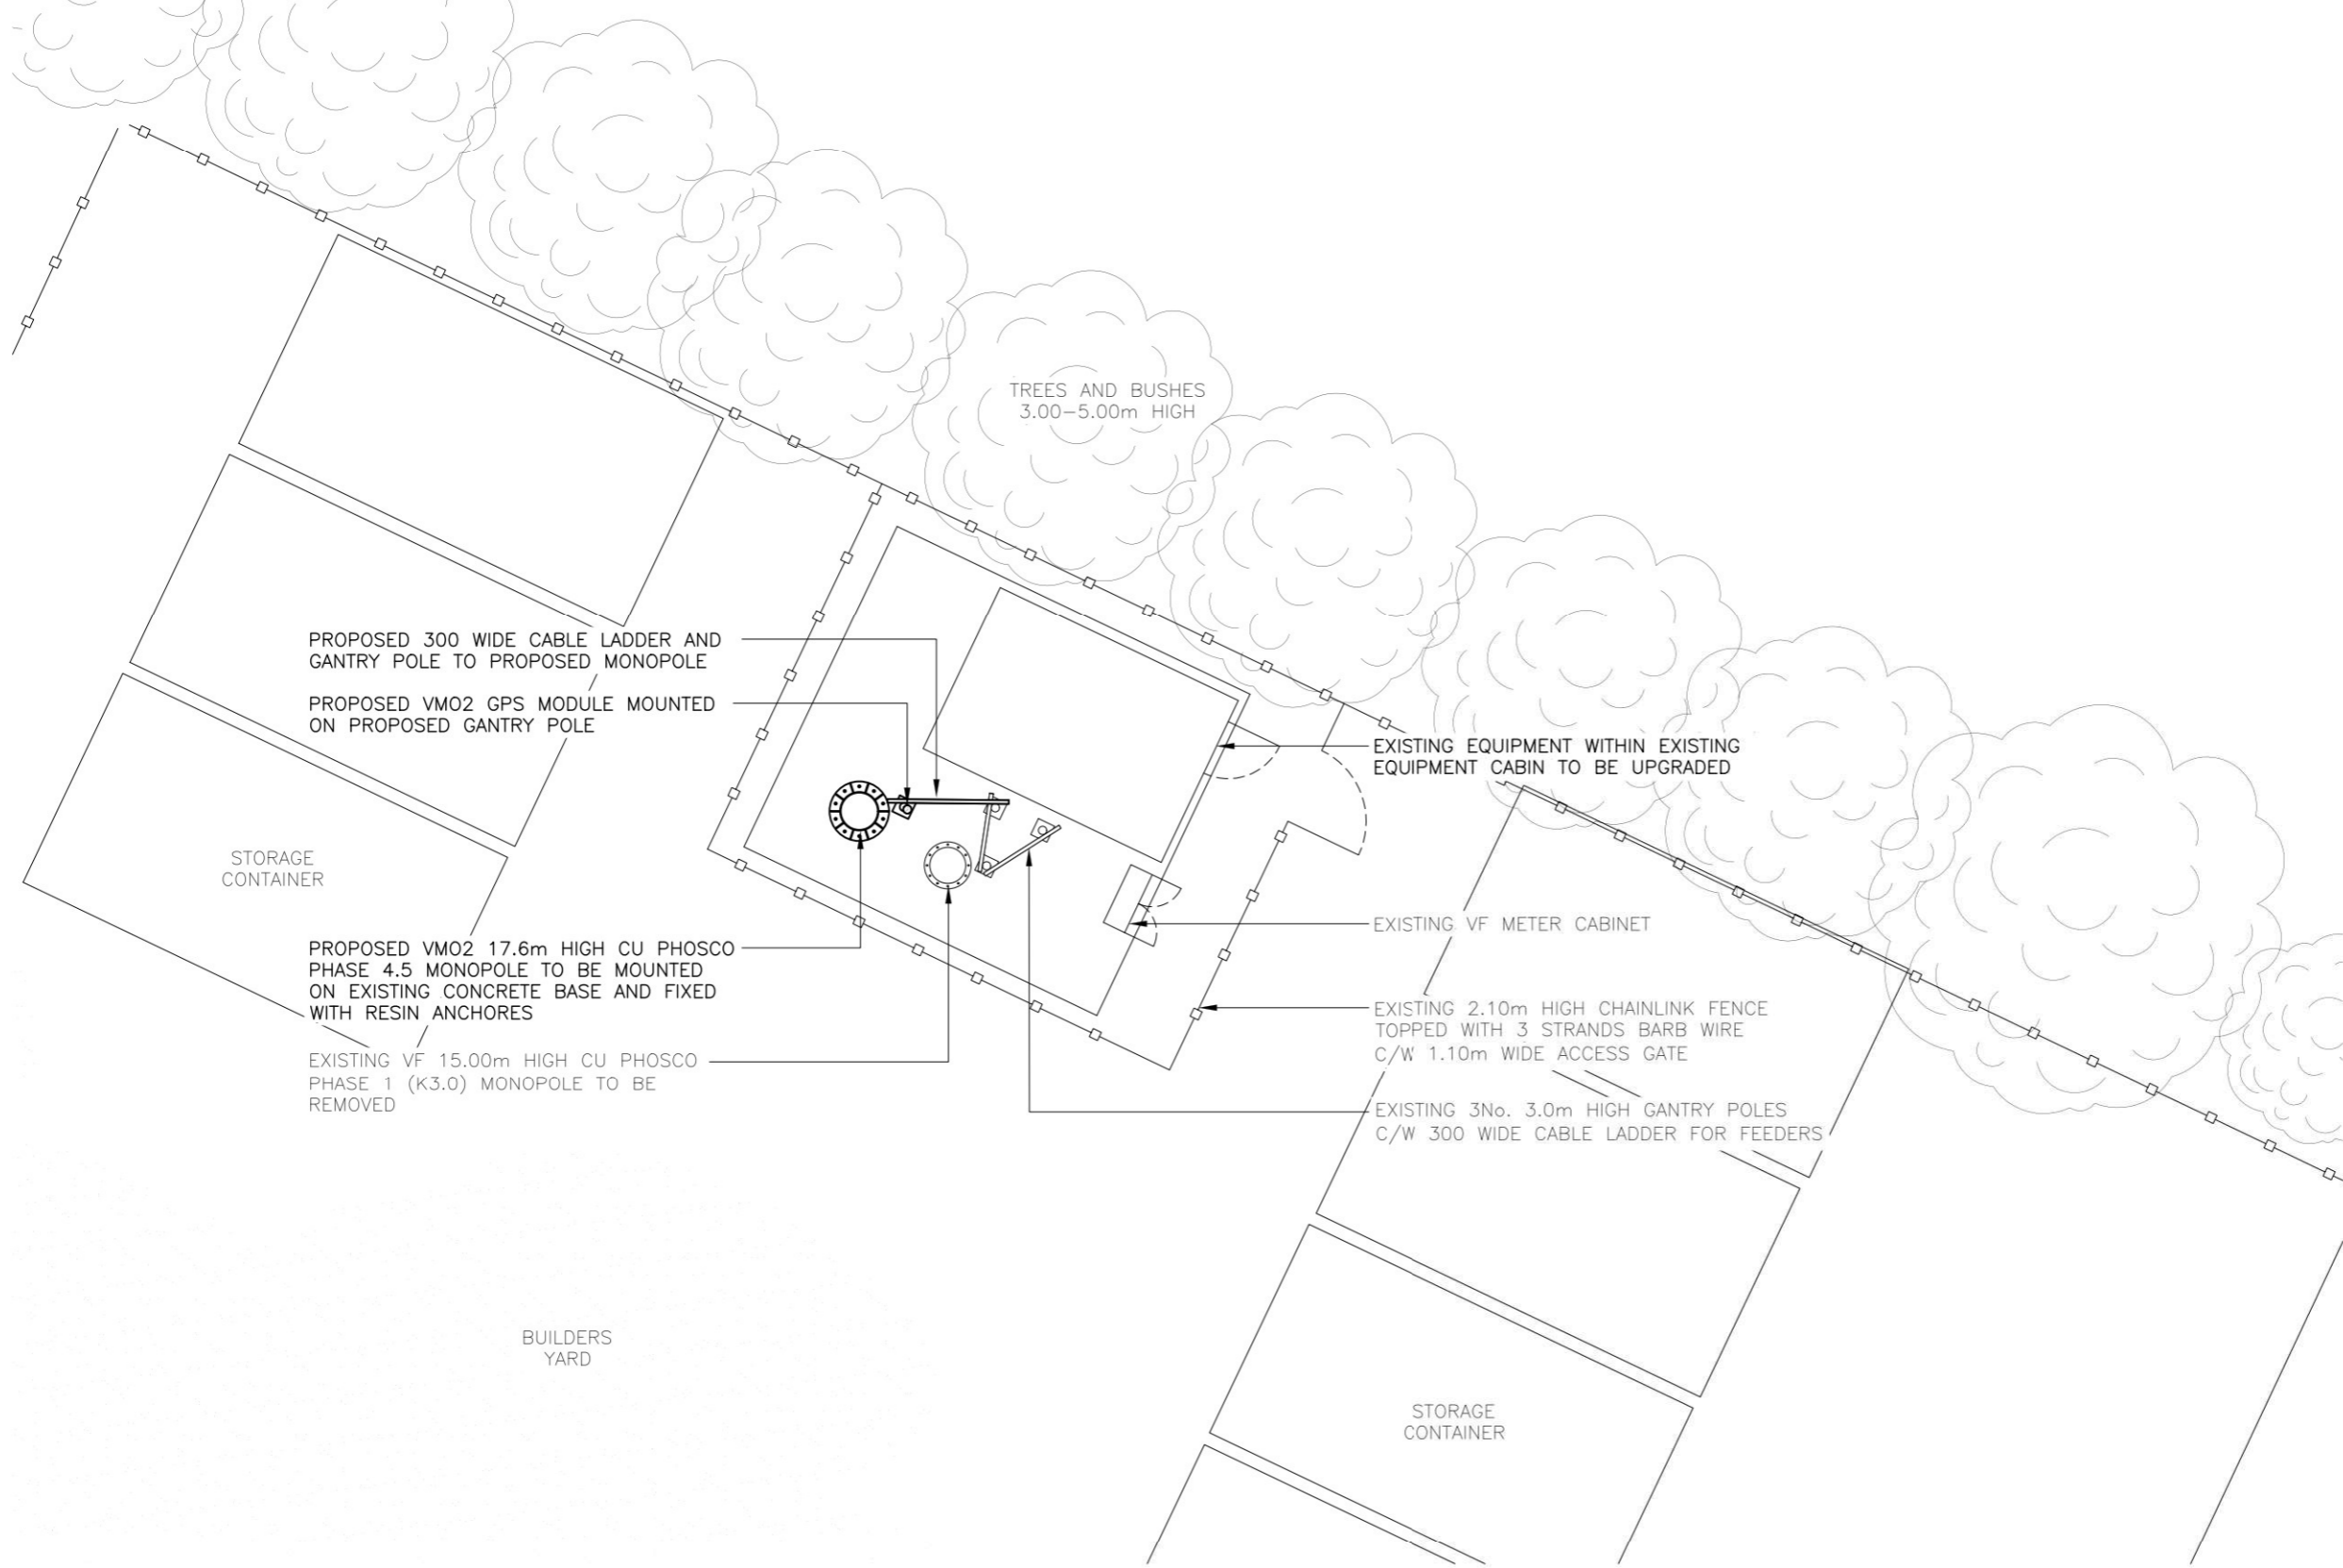 TREES AND BUSHES
3.00-5.00m HIGH
PROPOSED 300 WIDE CABLE LADDER AND
GANTRY POLE TO PROPOSED MONOPOLE
PROPOSED VMO2 GPS MODULE MOUNTED
ON PROPOSED GANTRY POLE
EXISTING EQUIPMENT WITHIN EXISTING
EQUIPMENT CABIN TO BE UPGRADED
STORAGE
CONTAINER
EXISTING VF METER CABINET
PROPOSED VMO2 17.6m HIGH CU PHOSCO
PHASE 4.5 MONOPOLE TO BE MOUNTED
ON EXISTING CONCRETE BASE AND FIXED
WITH RESIN ANCHORES
EXISTING 2.10m HIGH CHAINLINK FENCE
TOPPED WITH 3 STRANDS BARB WIRE
C/W 1.10m WIDE ACCESS GATE
EXISTING VF 15.00m HIGH CU PHOSCO
PHASE 1 (K3.0) MONOPOLE TO BE
REMOVED
EXISTING 3No. 3.0m HIGH GANTRY POLES
C/W 300 WIDE CABLE LADDER FOR FEEDERS
BUILDERS
YARD
STORAGE
CONTAINER